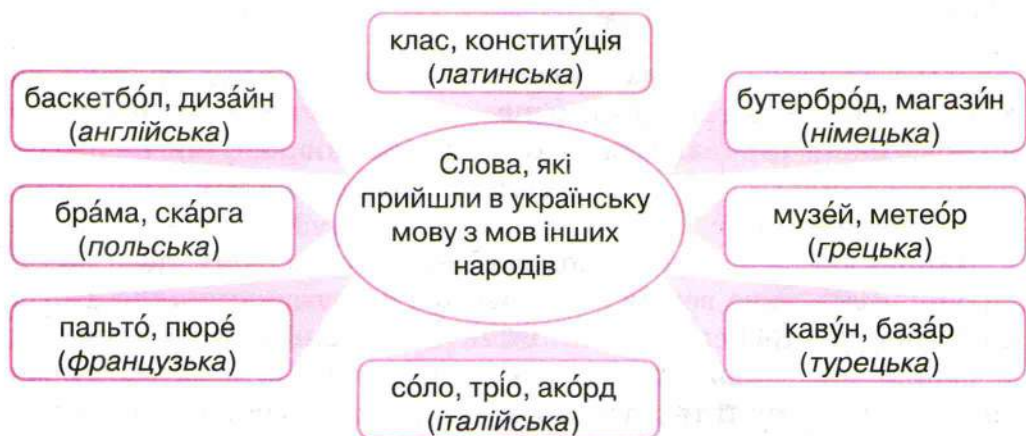 клас, конститу́ція
(латинська)
баскетбо́л, диза́йн
(англійська)
бутербро́д, магази́н
(німецька)
Слова, які
прийшли в українську
мову з мов інших
народів
бра́ма, ска́рга
(польська)
музе́й, метео́р
(грецька)
пальто́, пюре́
(французька)
каву́н, база́р
(турецька)
со́ло, трі́о, ако́рд
(італійська)